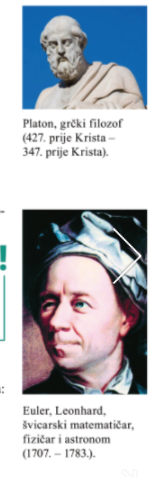 Platon, grčki filozof
(427. prije Krista –
347. prije Krista).
-
!
:
Euler, Leonhard,
švicarski matematičar,
fizičar i astronom
(1707. – 1783.).